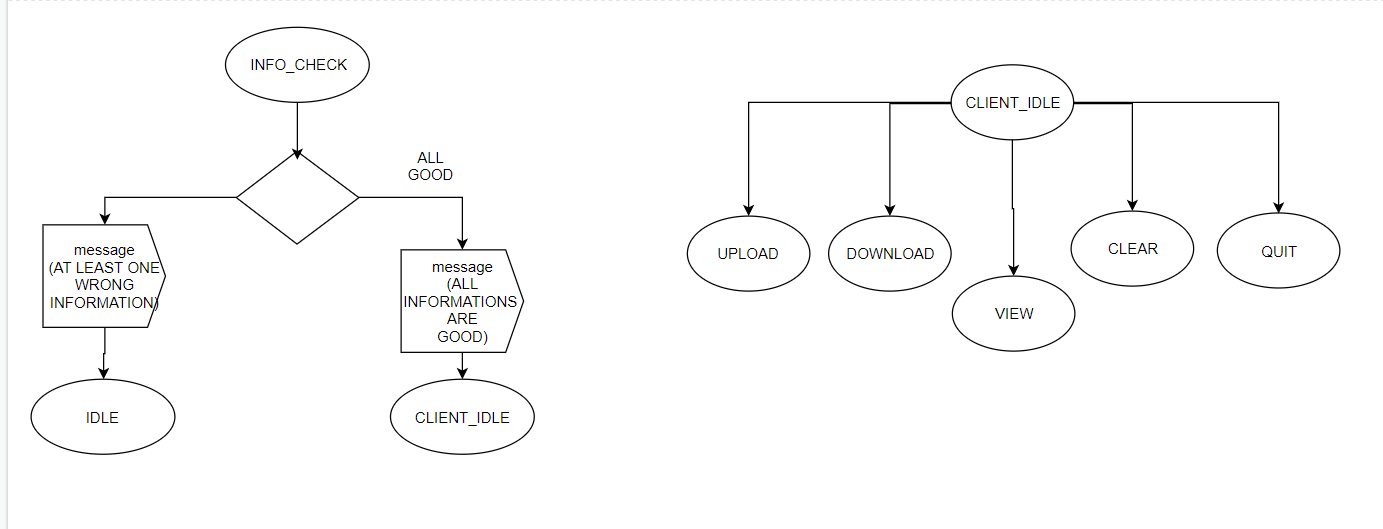 INFO_CHECK
ALL
GOOD
message
(AT LEAST ONE
WRONG
INFORMATION)
message
(ALL
INFORMATIONS
ARE
GOOD)
IDLE
CLIENT_IDLE
CLIENT_IDLE
UPLOAD
DOWNLOAD
VIEW
CLEAR
QUIT